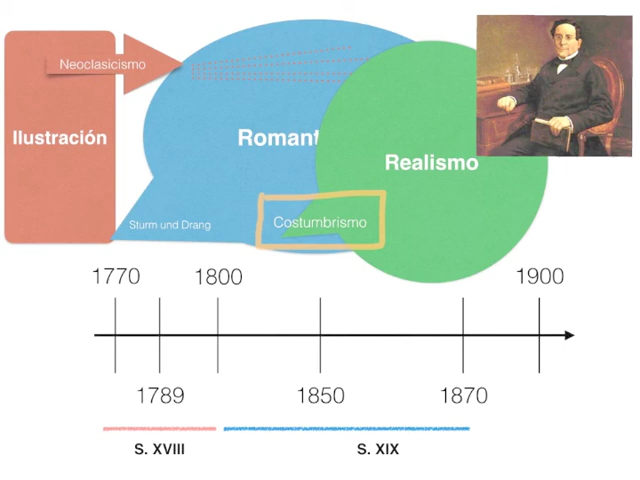 Neoclasicismo
Ilustración
Romant
Realismo
Sturm und Drang
Costumbrismo
1770
1800
1900
1789
1850
1870
S. XVIII
S. XIX